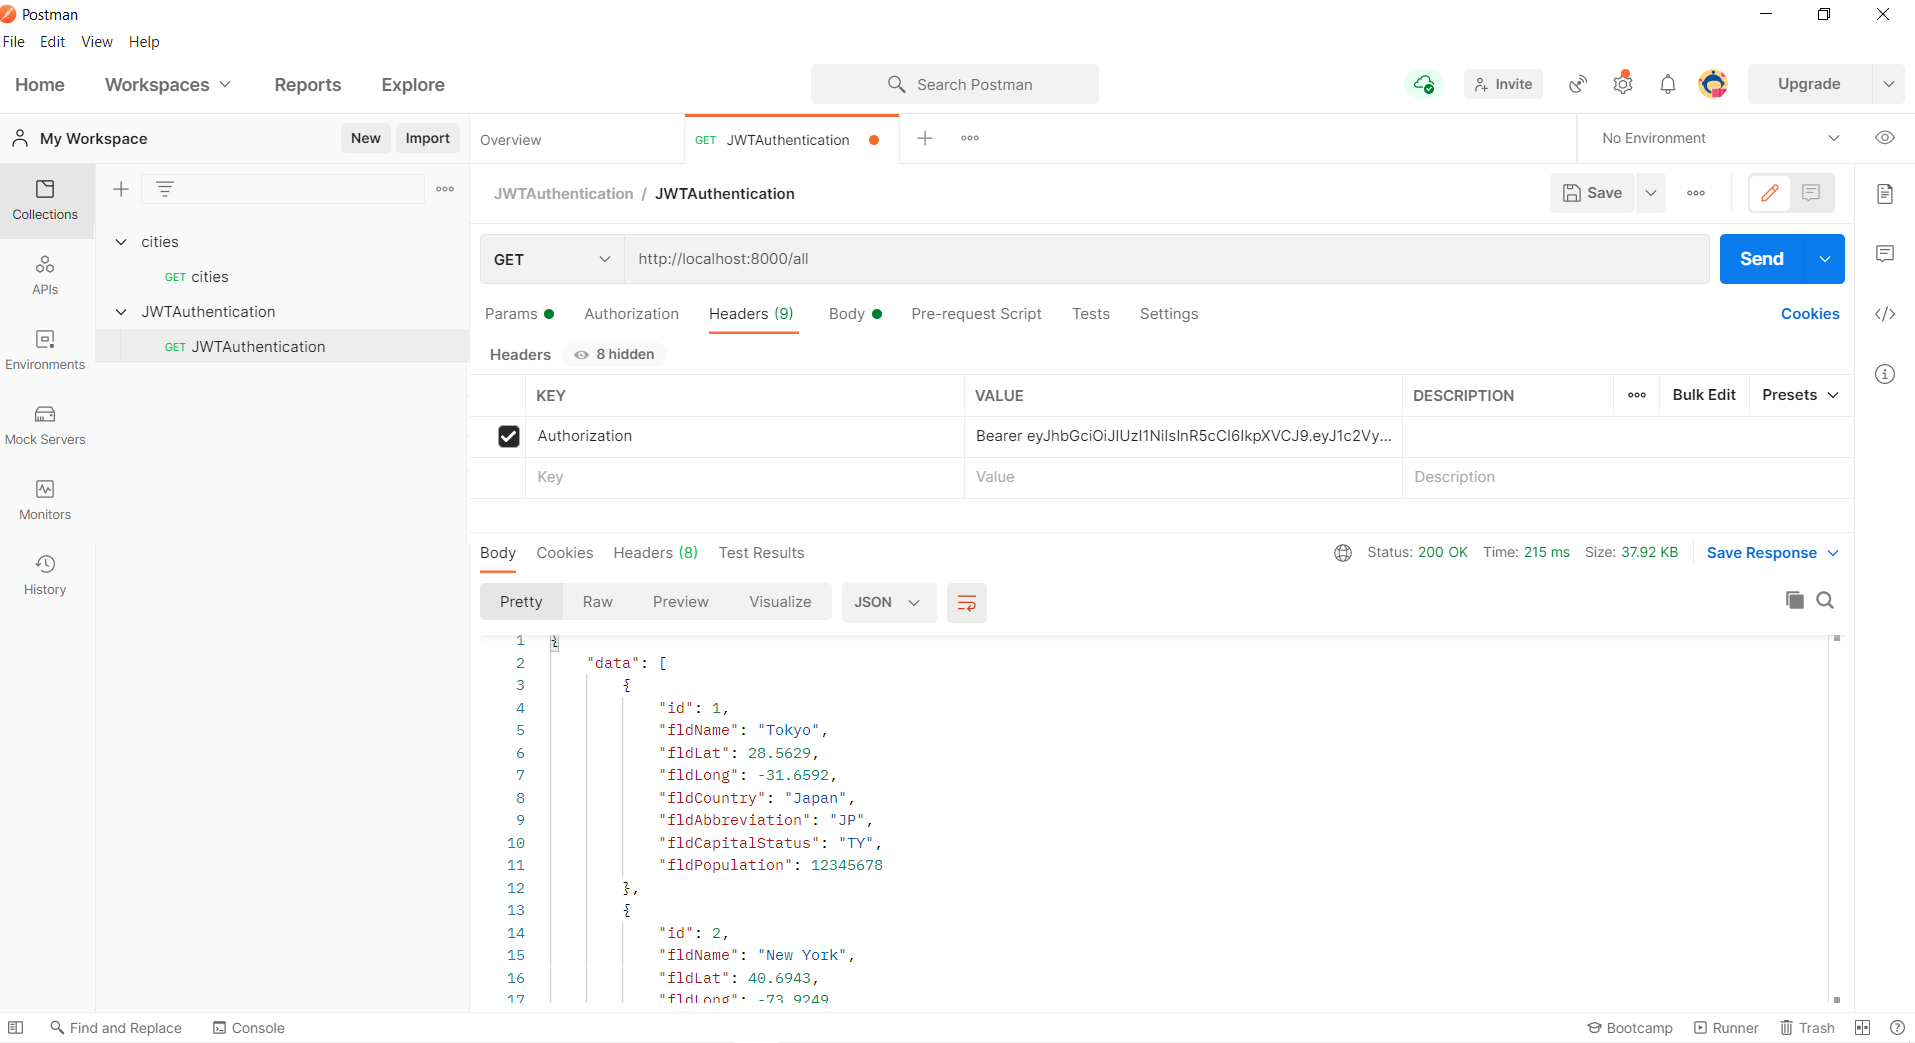 Postman
File Edit View Help
Home Workspaces Reports Explore Search Postman Invite Upgrade
My Workspace New Import Overview GET JWTAuthentication No Environment
Collections
APIs
Environments
Mock Servers
Monitors
History
cities
GET cities
JWTAuthentication
GET JWTAuthentication
JWTAuthentication / JWTAuthentication Save
GET http://localhost:8000/all Send
Params Authorization Headers (9) Body Pre-request Script Tests Settings Cookies
Headers 8 hidden
KEY VALUE DESCRIPTION Bulk Edit Presets
Authorization Bearer eyJhbGciOiJIUzI1NiIsInR5cCI6IkpXVCJ9.eyJ1c2Vy...
Key Value Description
Body Cookies Headers (8) Test Results Status: 200 OK Time: 215 ms Size: 37.92 KB Save Response
Pretty Raw Preview Visualize JSON
1 {
2 "data": [
3 {
4 "id": 1,
5 "fldName": "Tokyo",
6 "fldLat": 28.5629,
7 "fldLong": -31.6592,
8 "fldCountry": "Japan",
9 "fldAbbreviation": "JP",
10 "fldCapitalStatus": "TY",
11 "fldPopulation": 12345678
12 },
13 {
14 "id": 2,
15 "fldName": "New York",
16 "fldLat": 40.6943,
17 "fldLong": -73.9249
Find and Replace Console Bootcamp Runner Trash